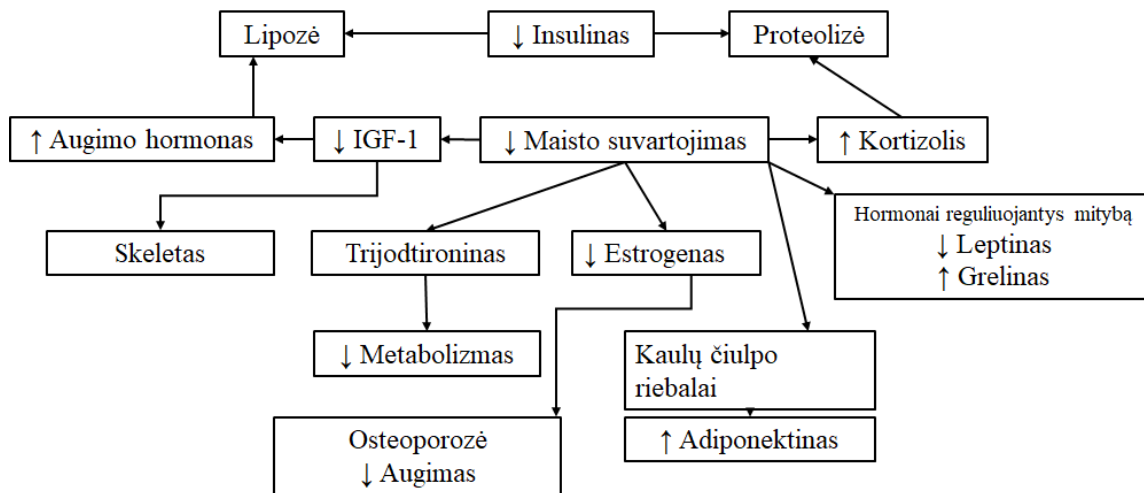 Lipozė
↓ Insulinas
Proteolizė
↑ Augimo hormonas
↓ IGF-1
↓ Maisto suvartojimas
↑ Kortizolis
Skeletas
Trijodtironinas
↓ Estrogenas
Hormonai reguliuojantys mitybą
↓ Leptinas
↑ Grelinas
↓ Metabolizmas
Kaulų čiulpo
riebalai
Osteoporozė
↓ Augimas
↑ Adiponektinas